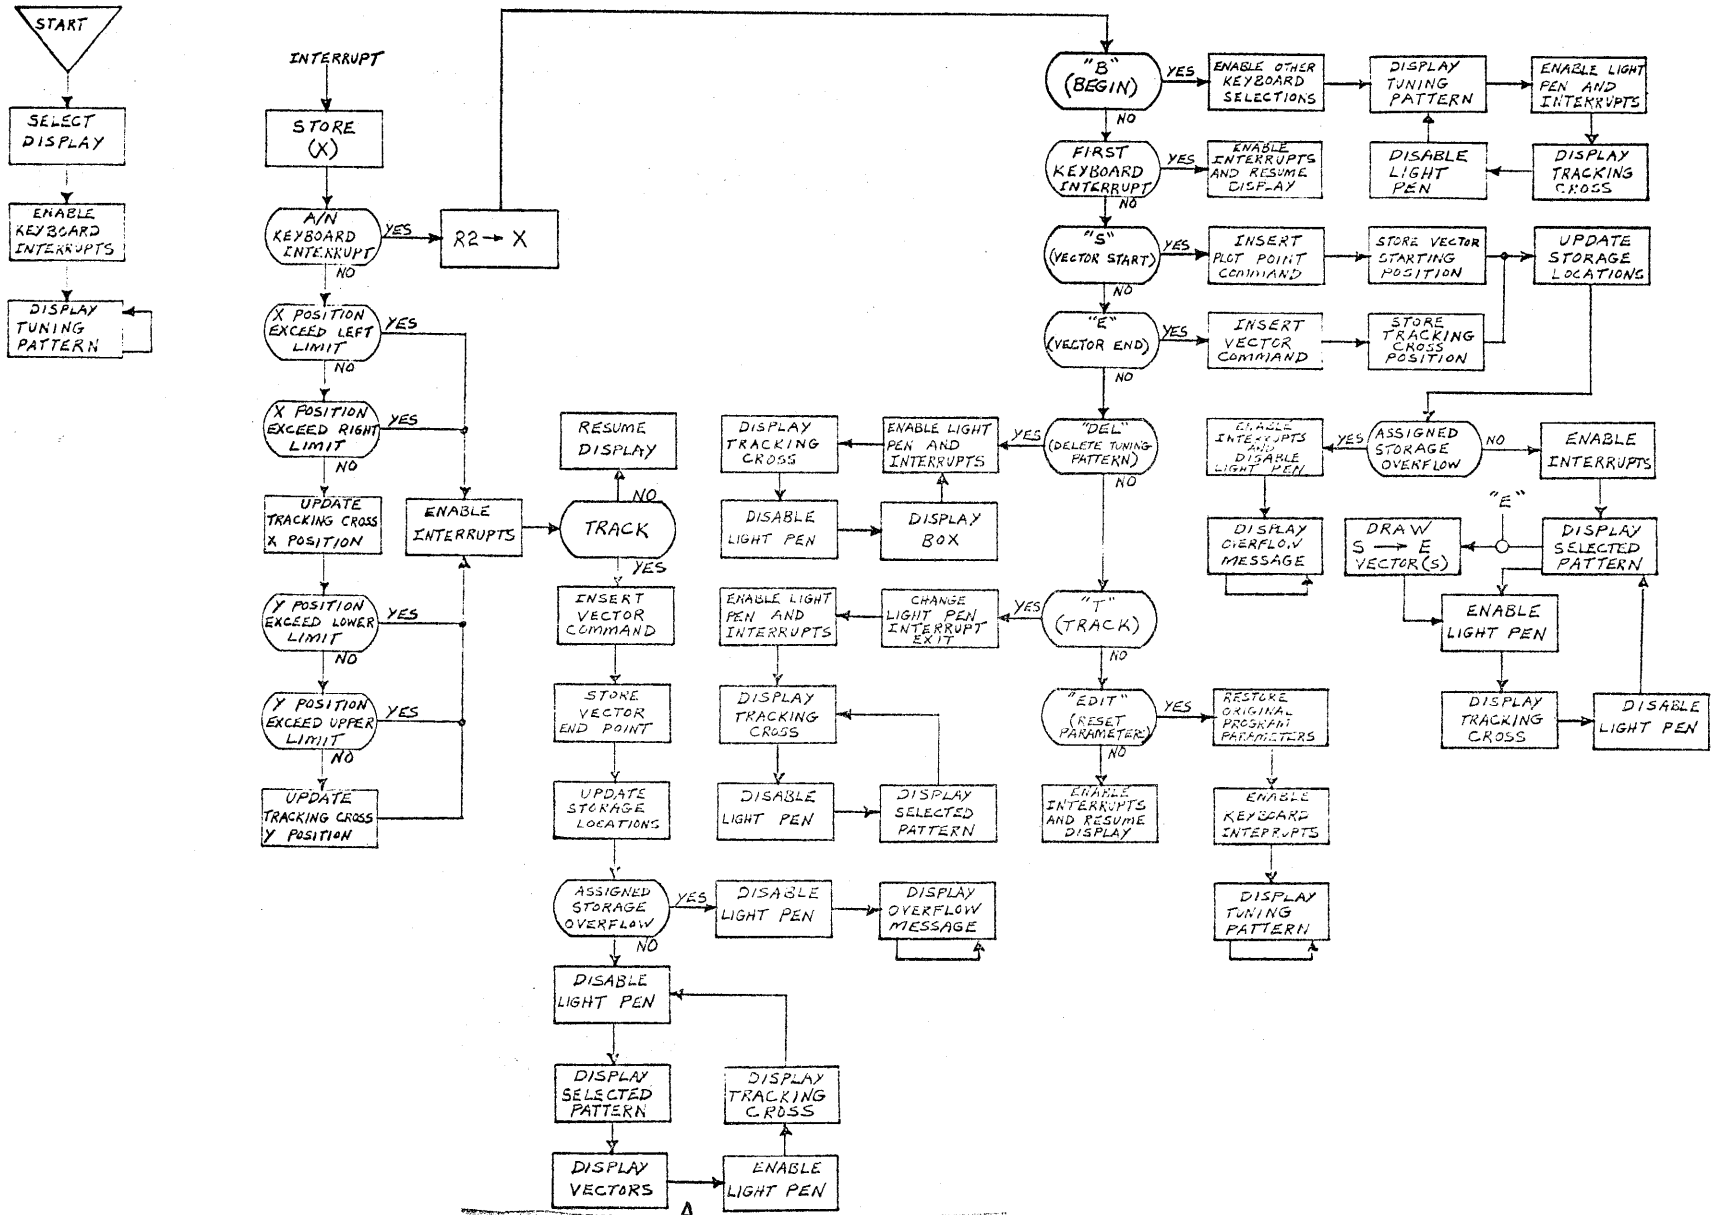 START
SELECT
DISPLAY
ENABLE
KEYBOARD
INTERRUPTS
DISPLAY
TUNING
PATTERN
INTERRUPT
STORE
(X)
A/N
KEYBOARD
INTERRUPT
YES
NO
R2 → X
X POSITION
EXCEED LEFT
LIMIT
YES
NO
X POSITION
EXCEED RIGHT
LIMIT
YES
NO
UPDATE
TRACKING CROSS
X POSITION
Y POSITION
EXCEED LOWER
LIMIT
YES
NO
Y POSITION
EXCEED UPPER
LIMIT
YES
NO
UPDATE
TRACKING CROSS
Y POSITION
ENABLE
INTERRUPTS
RESUME
DISPLAY
NO
TRACK
YES
INSERT
VECTOR
COMMAND
STORE
VECTOR
END POINT
UPDATE
STORAGE
LOCATIONS
ASSIGNED
STORAGE
OVERFLOW
YES
NO
DISABLE
LIGHT PEN
DISPLAY
OVERFLOW
MESSAGE
DISABLE
LIGHT PEN
DISPLAY
SELECTED
PATTERN
DISPLAY
VECTORS
ENABLE
LIGHT PEN
DISPLAY
TRACKING
CROSS
"B"
(BEGIN)
YES
NO
ENABLE OTHER
KEYBOARD
SELECTIONS
DISPLAY
TUNING
PATTERN
ENABLE LIGHT
PEN AND
INTERRUPTS
DISPLAY
TRACKING
CROSS
DISABLE
LIGHT
PEN
FIRST
KEYBOARD
INTERRUPT
YES
NO
ENABLE
INTERRUPTS
AND RESUME
DISPLAY
"S"
(VECTOR START)
YES
NO
INSERT
PLOT POINT
COMMAND
STORE VECTOR
STARTING
POSITION
UPDATE
STORAGE
LOCATIONS
"E"
(VECTOR END)
YES
NO
INSERT
VECTOR
COMMAND
STORE
TRACKING
CROSS
POSITION
"DEL"
(DELETE TUNING
PATTERN)
YES
NO
ENABLE LIGHT
PEN AND
INTERRUPTS
DISPLAY
TRACKING
CROSS
DISABLE
LIGHT PEN
DISPLAY
BOX
ASSIGNED
STORAGE
OVERFLOW
YES
NO
ENABLE
INTERRUPTS
AND
DISABLE
LIGHT PEN
DISPLAY
OVERFLOW
MESSAGE
ENABLE
INTERRUPTS
"E"
DISPLAY
SELECTED
PATTERN
DRAW
S → E
VECTOR(S)
ENABLE
LIGHT PEN
DISPLAY
TRACKING
CROSS
DISABLE
LIGHT PEN
"T"
(TRACK)
YES
NO
CHANGE
LIGHT PEN
INTERRUPT
EXIT
ENABLE LIGHT
PEN AND
INTERRUPTS
DISPLAY
TRACKING
CROSS
DISABLE
LIGHT PEN
DISPLAY
SELECTED
PATTERN
"EDIT"
(RESET
PARAMETERS)
YES
NO
RESTORE
ORIGINAL
PROGRAM
PARAMETERS
ENABLE
KEYBOARD
INTERRUPTS
DISPLAY
TUNING
PATTERN
ENABLE
INTERRUPTS
AND RESUME
DISPLAY